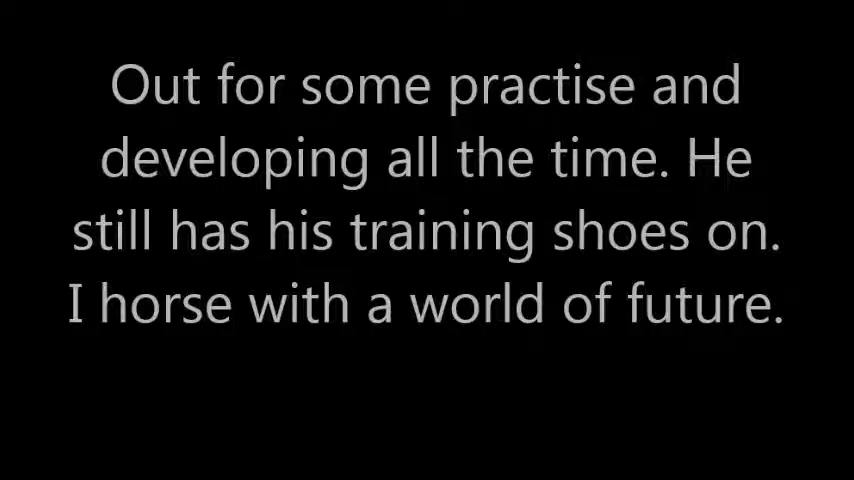 Out for some practise and
developing all the time. He
still has his training shoes on.
I horse with a world of future.